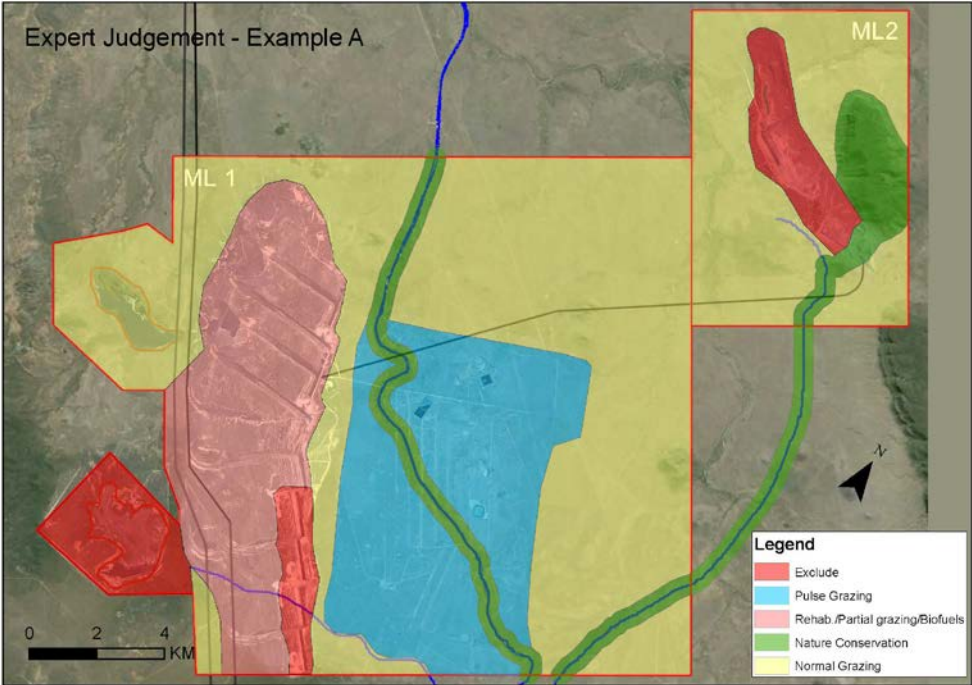 Expert Judgement - Example A
ML2
ML 1
N
0 2 4
KM
Legend
Exclude
Pulse Grazing
Rehab./Partial grazing/Biofuels
Nature Conservation
Normal Grazing